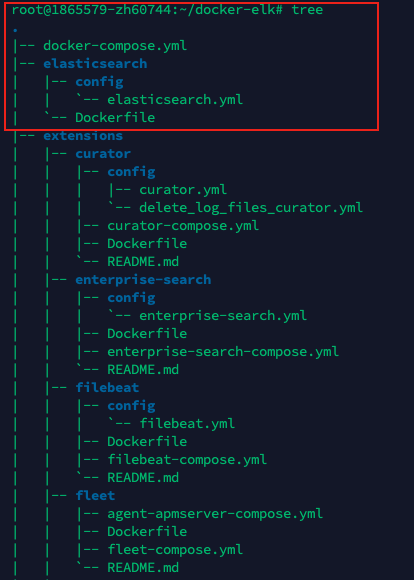 root@1865579-zh60744:~/docker-elk# tree
.
|-- docker-compose.yml
|-- elasticsearch
|   |-- config
|   |   `-- elasticsearch.yml
|   `-- Dockerfile
|-- extensions
|   |-- curator
|   |   |-- config
|   |   |   |-- curator.yml
|   |   |   `-- delete_log_files_curator.yml
|   |   |-- curator-compose.yml
|   |   |-- Dockerfile
|   |   `-- README.md
|   |-- enterprise-search
|   |   |-- config
|   |   |   `-- enterprise-search.yml
|   |   |-- Dockerfile
|   |   |-- enterprise-search-compose.yml
|   |   `-- README.md
|   |-- filebeat
|   |   |-- config
|   |   |   `-- filebeat.yml
|   |   |-- Dockerfile
|   |   |-- filebeat-compose.yml
|   |   `-- README.md
|   |-- fleet
|   |   |-- agent-apmserver-compose.yml
|   |   |-- Dockerfile
|   |   |-- fleet-compose.yml
|   |   `-- README.md